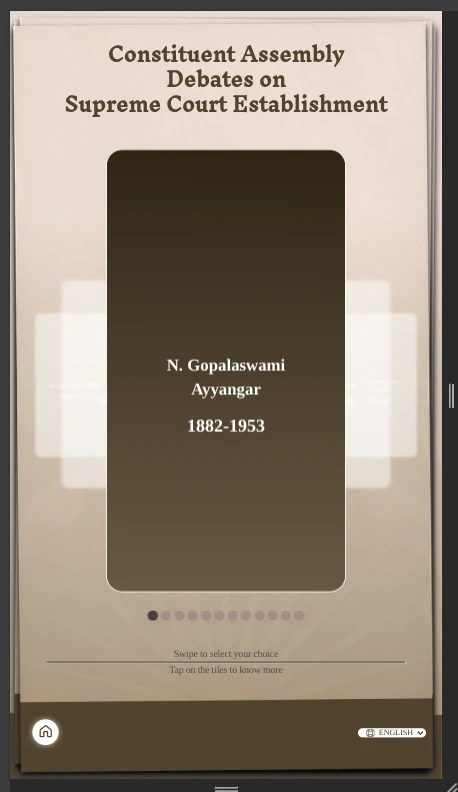 Constituent Assembly
Debates on
Supreme Court Establishment
N. Gopalaswami
Ayyangar
1882-1953
Swipe to select your choice
Tap on the tiles to know more
ENGLISH